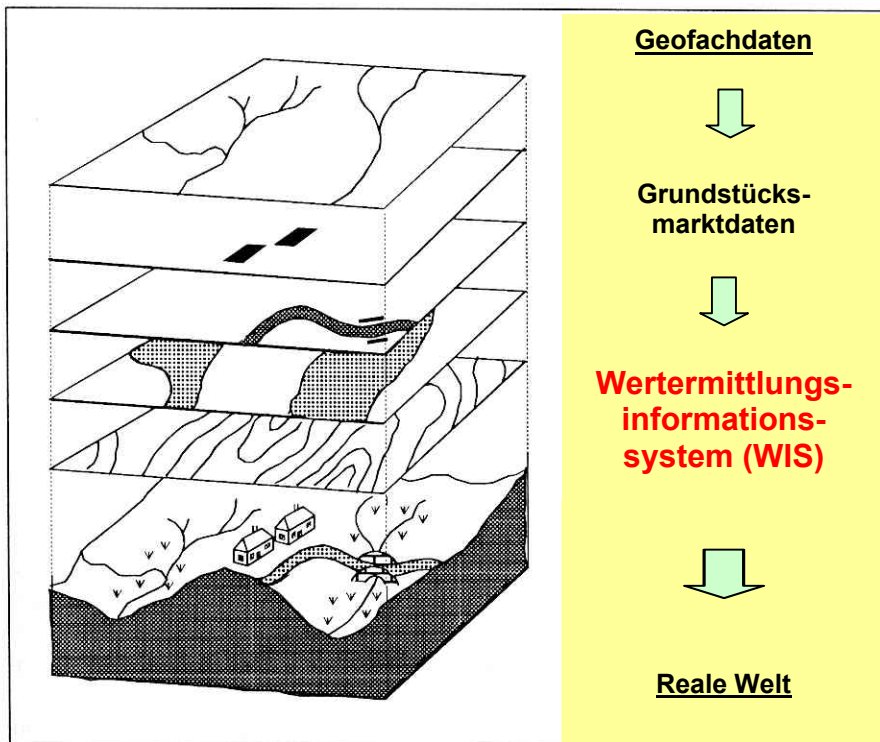 Geofachdaten
Grundstücks-
marktdaten
Wertermittlungs-
informations-
system (WIS)
Reale Welt